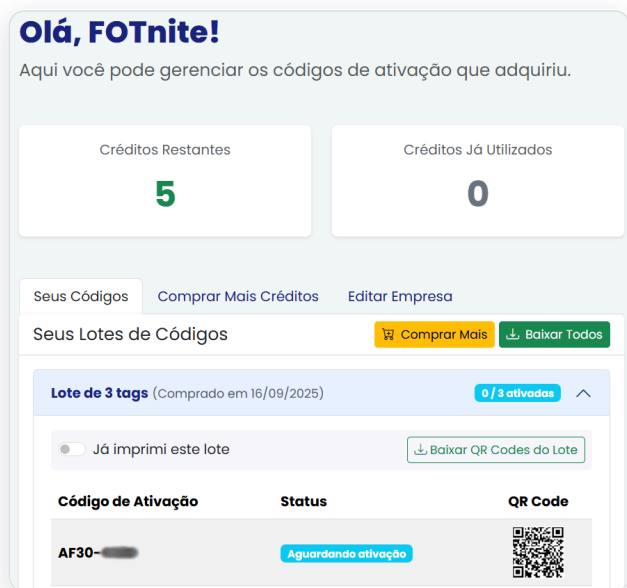 Olá, FOTnite!
Aqui você pode gerenciar os códigos de ativação que adquiriu.
Créditos Restantes
5
Créditos Já Utilizados
0
Seus Códigos
Comprar Mais Créditos
Editar Empresa
Seus Lotes de Códigos
Comprar Mais
Baixar Todos
Lote de 3 tags (Comprado em 16/09/2025)
0 / 3 ativadas
Já imprimi este lote
Baixar QR Codes do Lote
Código de Ativação
Status
QR Code
AF30-
Aguardando ativação